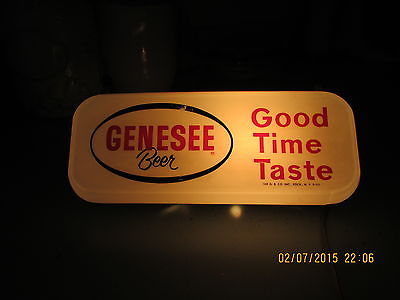 GENESEE
Beer
Good
Time
Taste
02/07/2015 22:06